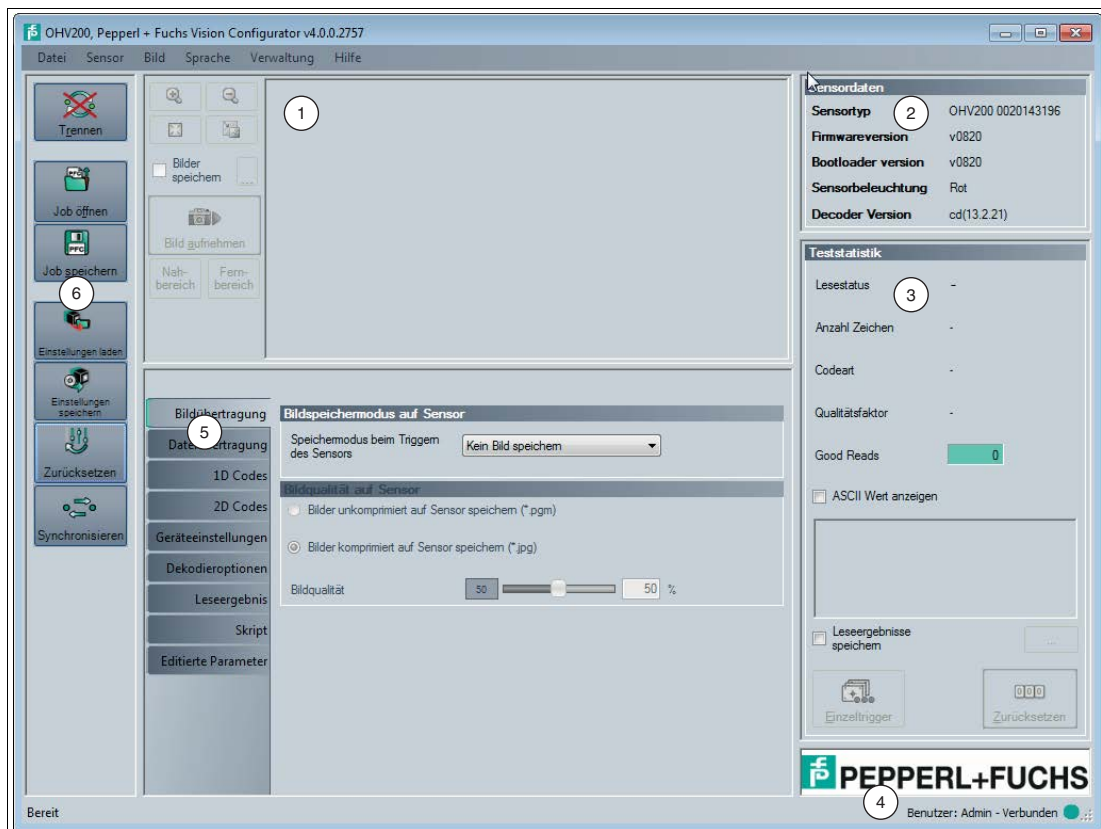 OHV200, Pepperl + Fuchs Vision Configurator v4.0.0.2757
Datei Sensor Bild Sprache Verwaltung Hilfe
Trennen
Job öffnen
PFC
Job speichern
6
Einstellungen laden
Einstellungen
speichern
Zurücksetzen
Synchronisieren
Bilder
speichern
...
Bild aufnehmen
Nah-
bereich
Fern-
bereich
1
Bildübertragung
5
Datenübertragung
1D Codes
2D Codes
Geräteeinstellungen
Dekodieroptionen
Leseergebnis
Skript
Editierte Parameter
Bildspeichermodus auf Sensor
Speichermodus beim Triggern
des Sensors
Kein Bild speichern
Bildqualität auf Sensor
Bilder unkomprimiert auf Sensor speichern (*.pgm)
Bilder komprimiert auf Sensor speichern (*.jpg)
Bildqualität 50 50 %
Sensordaten
2
Sensortyp OHV200 0020143196
Firmwareversion v0820
Bootloader version v0820
Sensorbeleuchtung Rot
Decoder Version cd(13.2.21)
Teststatistik
3
Lesestatus -
Anzahl Zeichen -
Codeart -
Qualitätsfaktor -
Good Reads 0
ASCII Wert anzeigen
Leseergebnisse
speichern
...
Einzeltrigger
000
Zurücksetzen
PEPPERL+FUCHS
4
Bereit
Benutzer: Admin - Verbunden